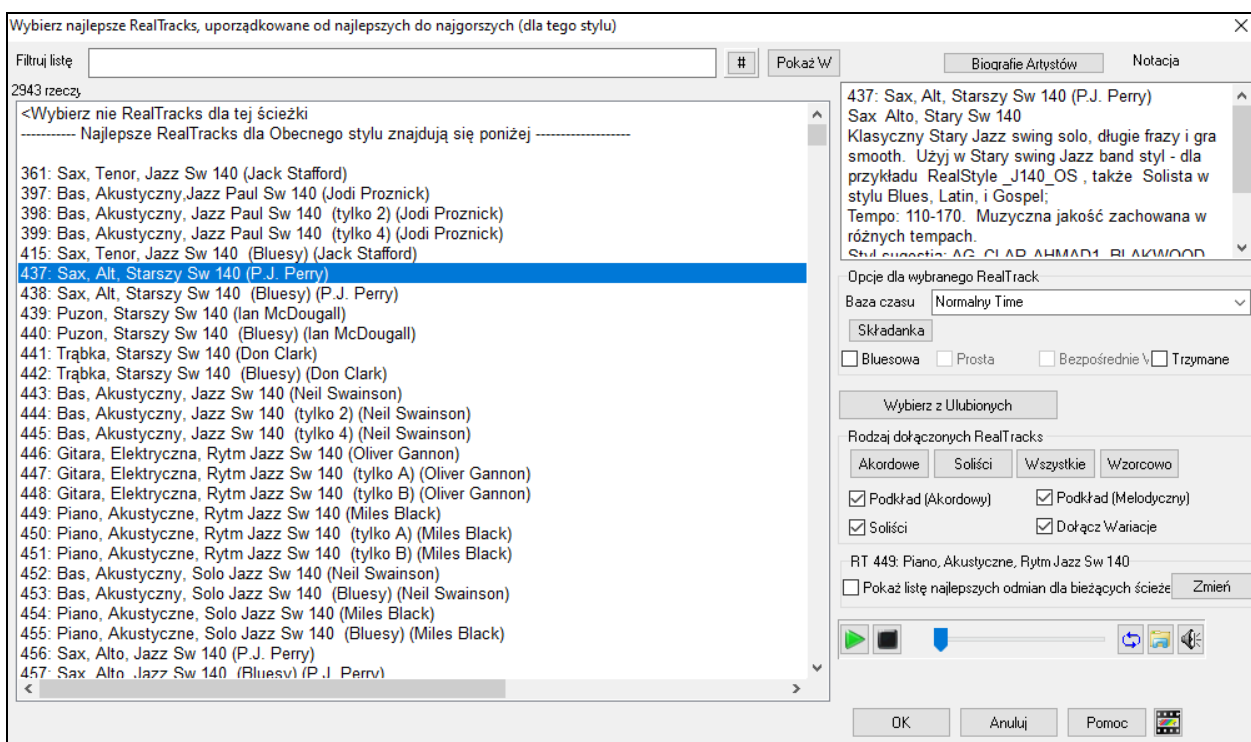 Wybierz najlepsze RealTracks, uporządkowane od najlepszych do najgorszych (dla tego stylu)
Filtruj listę
#
Pokaż W
Biografie Artystów
Notacja
2943 rzeczy
<Wybierz nie RealTracks dla tej ścieżki
----------- Najlepsze RealTracks dla Obecnego stylu znajdują się poniżej -------------------
361: Sax, Tenor, Jazz Sw 140 (Jack Stafford)
397: Bas, Akustyczny,Jazz Paul Sw 140 (Jodi Proznick)
398: Bas, Akustyczny, Jazz Paul Sw 140 (tylko 2) (Jodi Proznick)
399: Bas, Akustyczny, Jazz Paul Sw 140 (tylko 4) (Jodi Proznick)
415: Sax, Tenor, Jazz Sw 140 (Bluesy) (Jack Stafford)
437: Sax, Alt, Starszy Sw 140 (P.J. Perry)
438: Sax, Alt, Starszy Sw 140 (Bluesy) (P.J. Perry)
439: Puzon, Starszy Sw 140 (Ian McDougall)
440: Puzon, Starszy Sw 140 (Bluesy) (Ian McDougall)
441: Trąbka, Starszy Sw 140 (Don Clark)
442: Trąbka, Starszy Sw 140 (Bluesy) (Don Clark)
443: Bas, Akustyczny, Jazz Sw 140 (Neil Swainson)
444: Bas, Akustyczny, Jazz Sw 140 (tylko 2) (Neil Swainson)
445: Bas, Akustyczny, Jazz Sw 140 (tylko 4) (Neil Swainson)
446: Gitara, Elektryczna, Rytm Jazz Sw 140 (Oliver Gannon)
447: Gitara, Elektryczna, Rytm Jazz Sw 140 (tylko A) (Oliver Gannon)
448: Gitara, Elektryczna, Rytm Jazz Sw 140 (tylko B) (Oliver Gannon)
449: Piano, Akustyczne, Rytm Jazz Sw 140 (Miles Black)
450: Piano, Akustyczne, Rytm Jazz Sw 140 (tylko A) (Miles Black)
451: Piano, Akustyczne, Rytm Jazz Sw 140 (tylko B) (Miles Black)
452: Bas, Akustyczny, Solo Jazz Sw 140 (Neil Swainson)
453: Bas, Akustyczny, Solo Jazz Sw 140 (Bluesy) (Neil Swainson)
454: Piano, Akustyczne, Solo Jazz Sw 140 (Miles Black)
455: Piano, Akustyczne, Solo Jazz Sw 140 (Bluesy) (Miles Black)
456: Sax, Alto, Jazz Sw 140 (P.J. Perry)
457: Sax, Alto, Jazz Sw 140 (Bluesy) (P.J. Perry)
437: Sax, Alt, Starszy Sw 140 (P.J. Perry)
Sax Alto, Stary Sw 140
Klasyczny Stary Jazz swing solo, długie frazy i gra
smooth. Użyj w Stary swing Jazz band styl - dla
przykładu RealStyle _J140_OS , także Solista w
stylu Blues, Latin, i Gospel;
Tempo: 110-170. Muzyczna jakość zachowana w
różnych tempach.
Styl sugestia: AG_CLAR, AHMAD1, BLAKWOOD
Opcje dla wybranego RealTrack
Baza czasu
Normalny Time
Składanka
Bluesowa
Prosta
Bezpośrednie
Trzymane
Wybierz z Ulubionych
Rodzaj dołączonych RealTracks
Akordowe
Soliści
Wszystkie
Wzorcowo
Podkład (Akordowy)
Podkład (Melodyczny)
Soliści
Dołącz Wariacje
RT 449: Piano, Akustyczne, Rytm Jazz Sw 140
Pokaż listę najlepszych odmian dla bieżących ścieże
Zmień
OK
Anuluj
Pomoc